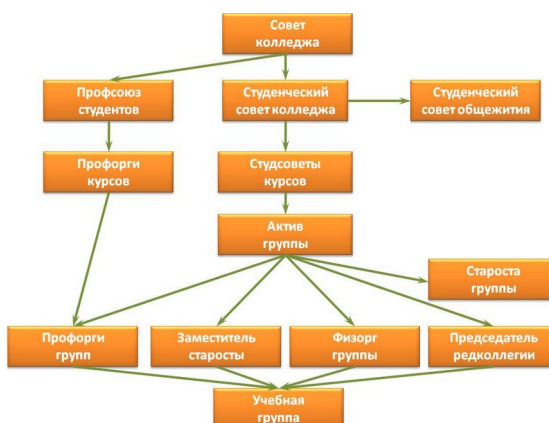 Совет
колледжа
Профсоюз
студентов
Студенческий
совет колледжа
Студенческий
совет общежития
Профорги
курсов
Студсоветы
курсов
Актив
группы
Староста
группы
Профорги
групп
Заместитель
старосты
Физорг
группы
Председатель
редколлегии
Учебная
группа